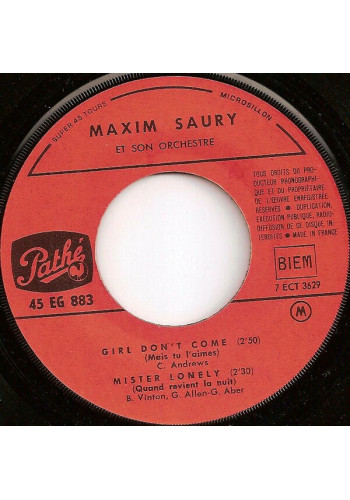 SUPER 45 TOURS
MICROSILLON
MAXIM SAURY
ET SON ORCHESTRE
TOUS DROITS DU PRO-
DUCTEUR PHONOGRAPHI-
QUE ET DU PROPRIÉTAIRE
DE L'ŒUVRE ENREGISTRÉE
RÉSERVÉS • DUPLICATION,
EXÉCUTION PUBLIQUE, RADIO-
DIFFUSION DE CE DISQUE IN-
TERDITES • MADE IN FRANCE
Pathé
45 EG 883
BIEM
7 ECT 3629
M
GIRL DON'T COME (2'50)
(Mais tu l'aimes)
C. Andrews
MISTER LONELY (2'30)
(Quand revient la nuit)
B. Vinton, G. Allen-G. Aber